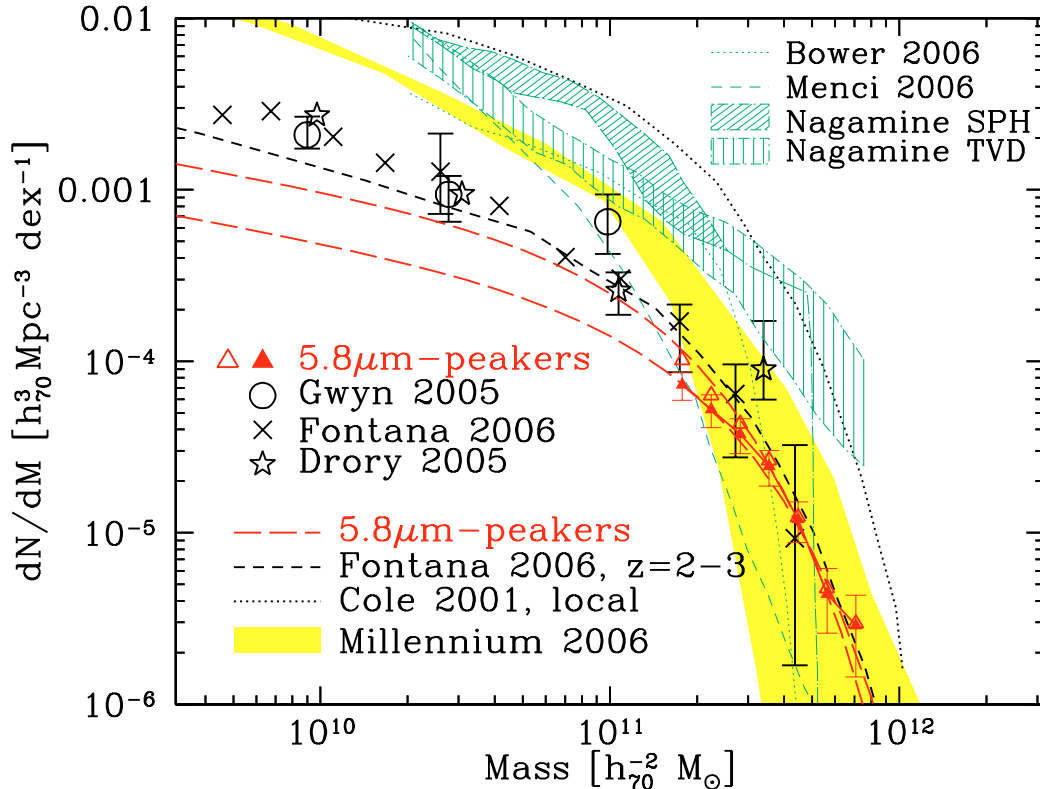 0.01
0.001
10⁻⁴
10⁻⁵
10⁻⁶
dN/dM [h³₇₀ Mpc⁻³ dex⁻¹]
Bower 2006
Menci 2006
Nagamine SPH
Nagamine TVD
5.8μm-peakers
Gwyn 2005
Fontana 2006
Drory 2005
5.8μm-peakers
Fontana 2006, z=2-3
Cole 2001, local
Millennium 2006
10¹⁰
10¹¹
10¹²
Mass [h₇₀⁻² M⊙]